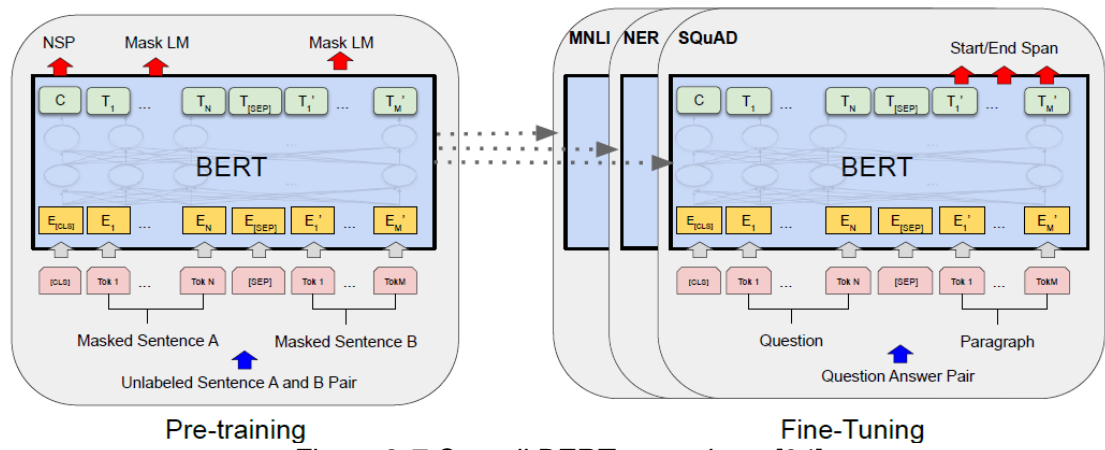 NSP Mask LM Mask LM
C T1 ... TN T[SEP] T1' ... TM'
BERT
E[CLS] E1 ... EN E[SEP] E1' ... EM'
[CLS] Tok 1 ... Tok N [SEP] Tok 1 ... TokM
Masked Sentence A Masked Sentence B
Unlabeled Sentence A and B Pair
Pre-training
MNLI NER SQuAD
Start/End Span
C T1 ... TN T[SEP] T1' ... TM'
BERT
E[CLS] E1 ... EN E[SEP] E1' ... EM'
[CLS] Tok 1 ... Tok N [SEP] Tok 1 ... TokM
Question Paragraph
Question Answer Pair
Fine-Tuning